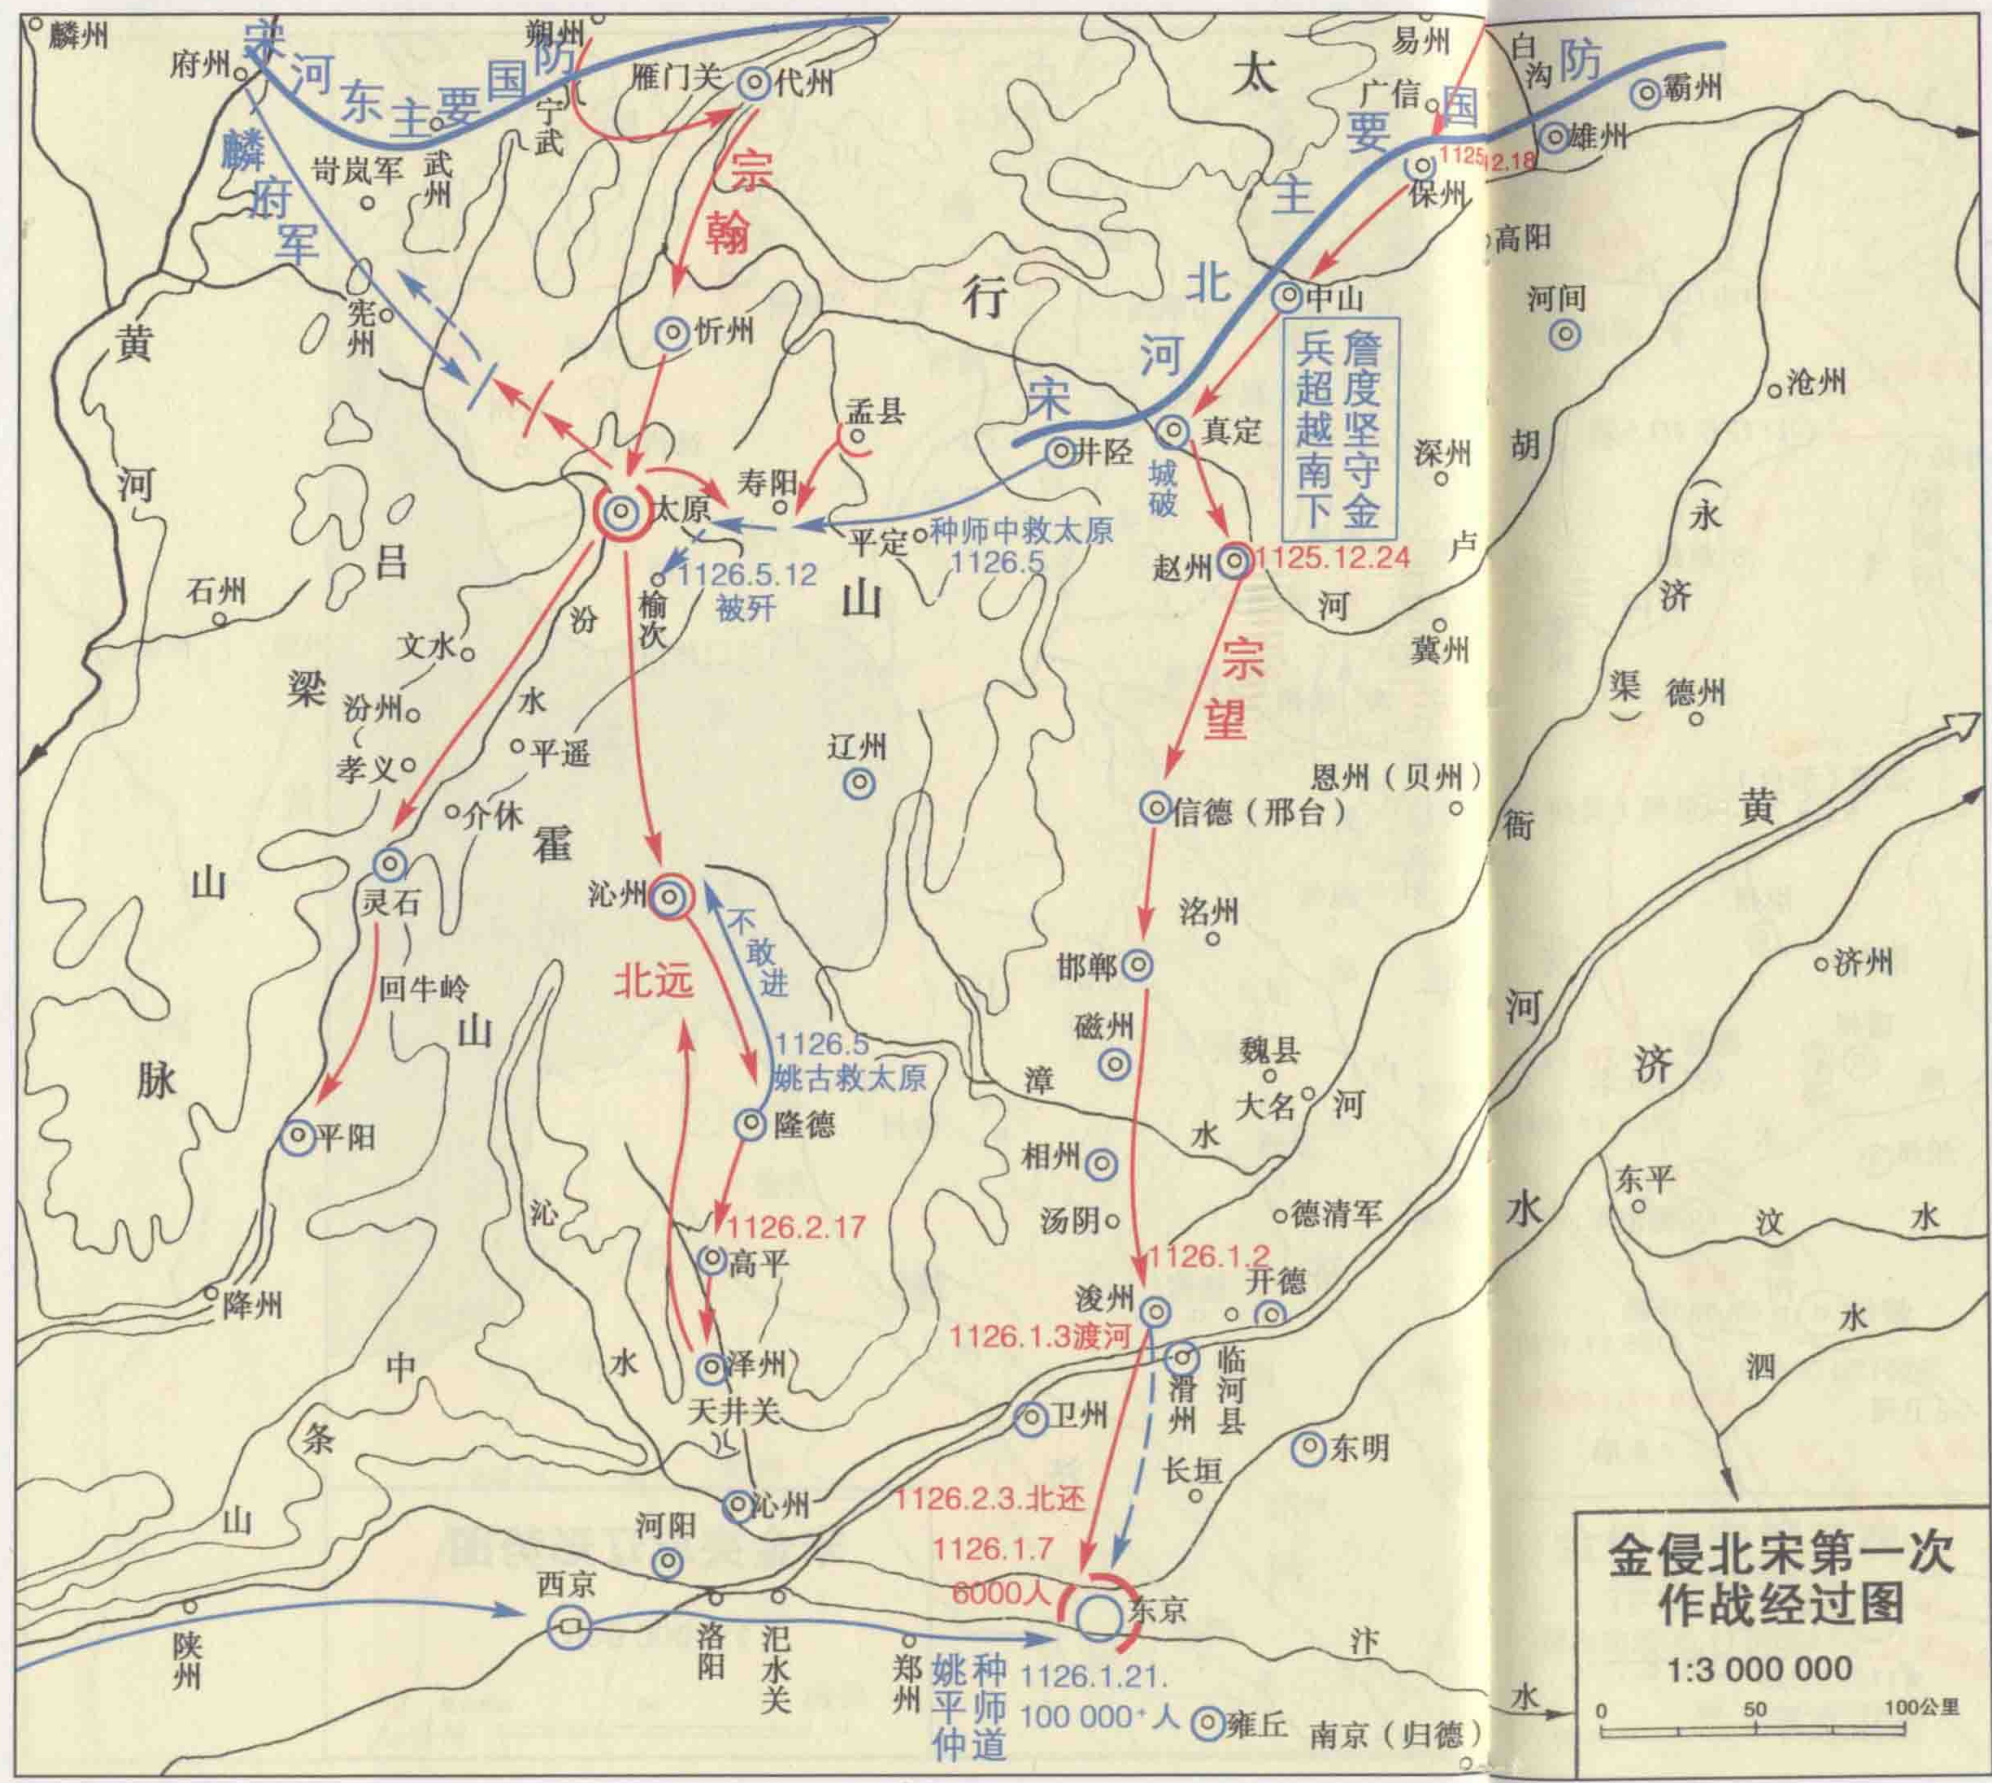 麟州
府州
朔州
宋河东主要国防
宁武
雁门关
代州
太
行
山
易州
广信
白沟
霸州
雄州
宋河北主要国防
1125.12.18
保州
高阳
麟府军
岢岚军
武州
宗翰
中山
河间
宪州
黄
河
忻州
詹度坚守金
兵超越南下
沧州
盂县
真定
井陉
城破
深州
胡
卢
河
寿阳
太原
平定
种师中救太原
1126.5
1126.5.12
被歼
榆次
赵州
1125.12.24
(永
济
渠)
吕
梁
山
脉
石州
文水
汾
水
汾州
孝义
平遥
介休
冀州
德州
宗望
辽州
恩州(贝州)
信德(邢台)
衙
黄
河
霍
山
灵石
沁州
不敢进
北远
回牛岭
洺州
邯郸
济州
磁州
魏县
大名
河
济
水
1126.5
姚古救太原
漳
水
隆德
平阳
相州
汤阴
德清军
东平
汶
水
沁
水
1126.2.17
高平
1126.1.2
开德
浚州
1126.1.3渡河
绛州
泽州
天井关
滑州
临河县
泗
水
中
条
山
卫州
东明
长垣
沁州
1126.2.3.北还
河阳
1126.1.7
6000人
西京
东京
陕州
洛阳
汜水关
郑州
种师道
姚平仲
1126.1.21.
100 000⁺人
雍丘
南京(归德)
汴
水
金侵北宋第一次
作战经过图
1:3 000 000
0 50 100公里